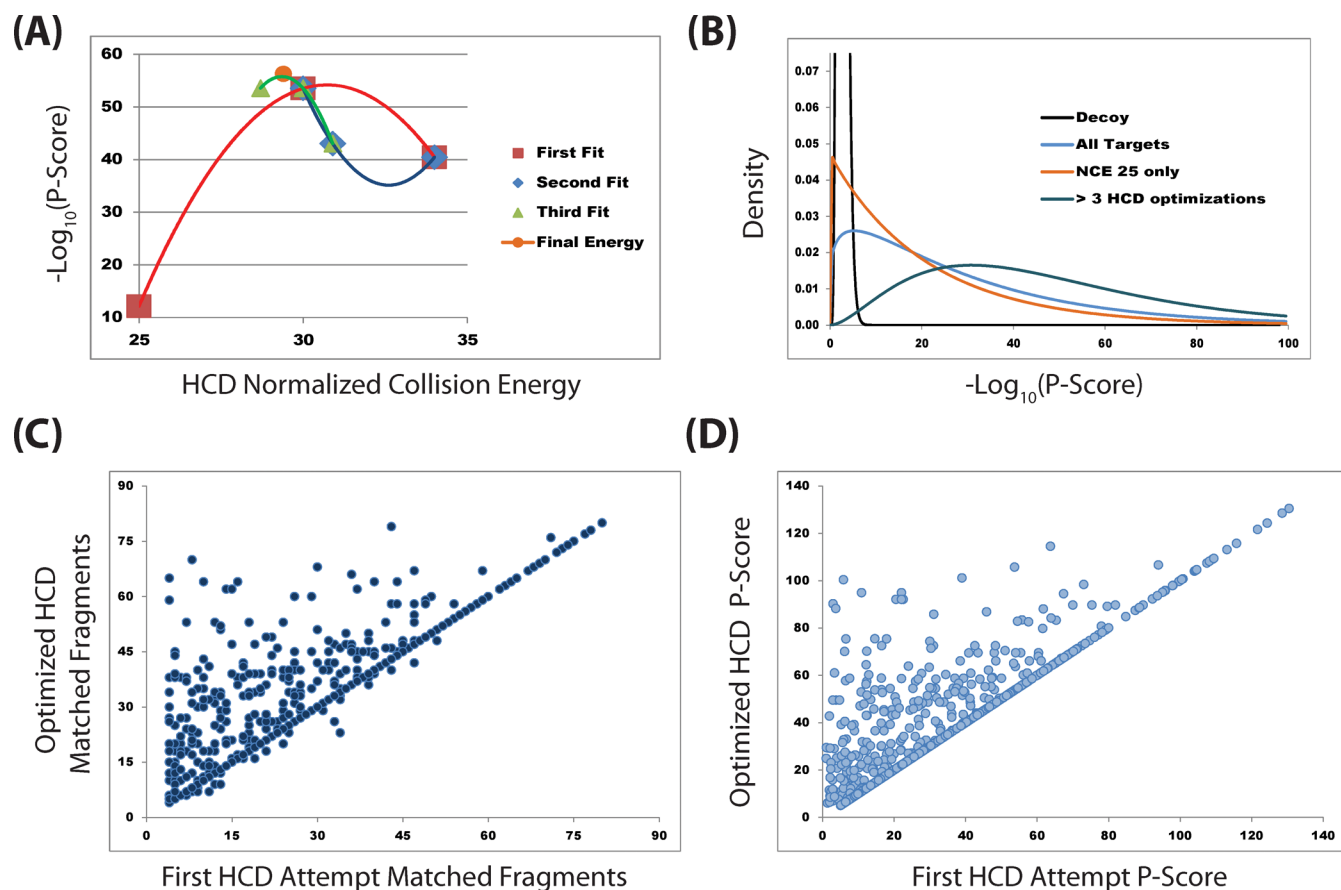 (A)
60
50
40
30
20
10
25
30
35
-Log10(P-Score)
HCD Normalized Collision Energy
First Fit
Second Fit
Third Fit
Final Energy
(B)
0.07
0.06
0.05
0.04
0.03
0.02
0.01
0.00
0
20
40
60
80
100
Density
-Log10(P-Score)
Decoy
All Targets
NCE 25 only
> 3 HCD optimizations
(C)
90
75
60
45
30
15
0
0
15
30
45
60
75
90
Optimized HCD
Matched Fragments
First HCD Attempt Matched Fragments
(D)
140
120
100
80
60
40
20
0
0
20
40
60
80
100
120
140
Optimized HCD P-Score
First HCD Attempt P-Score